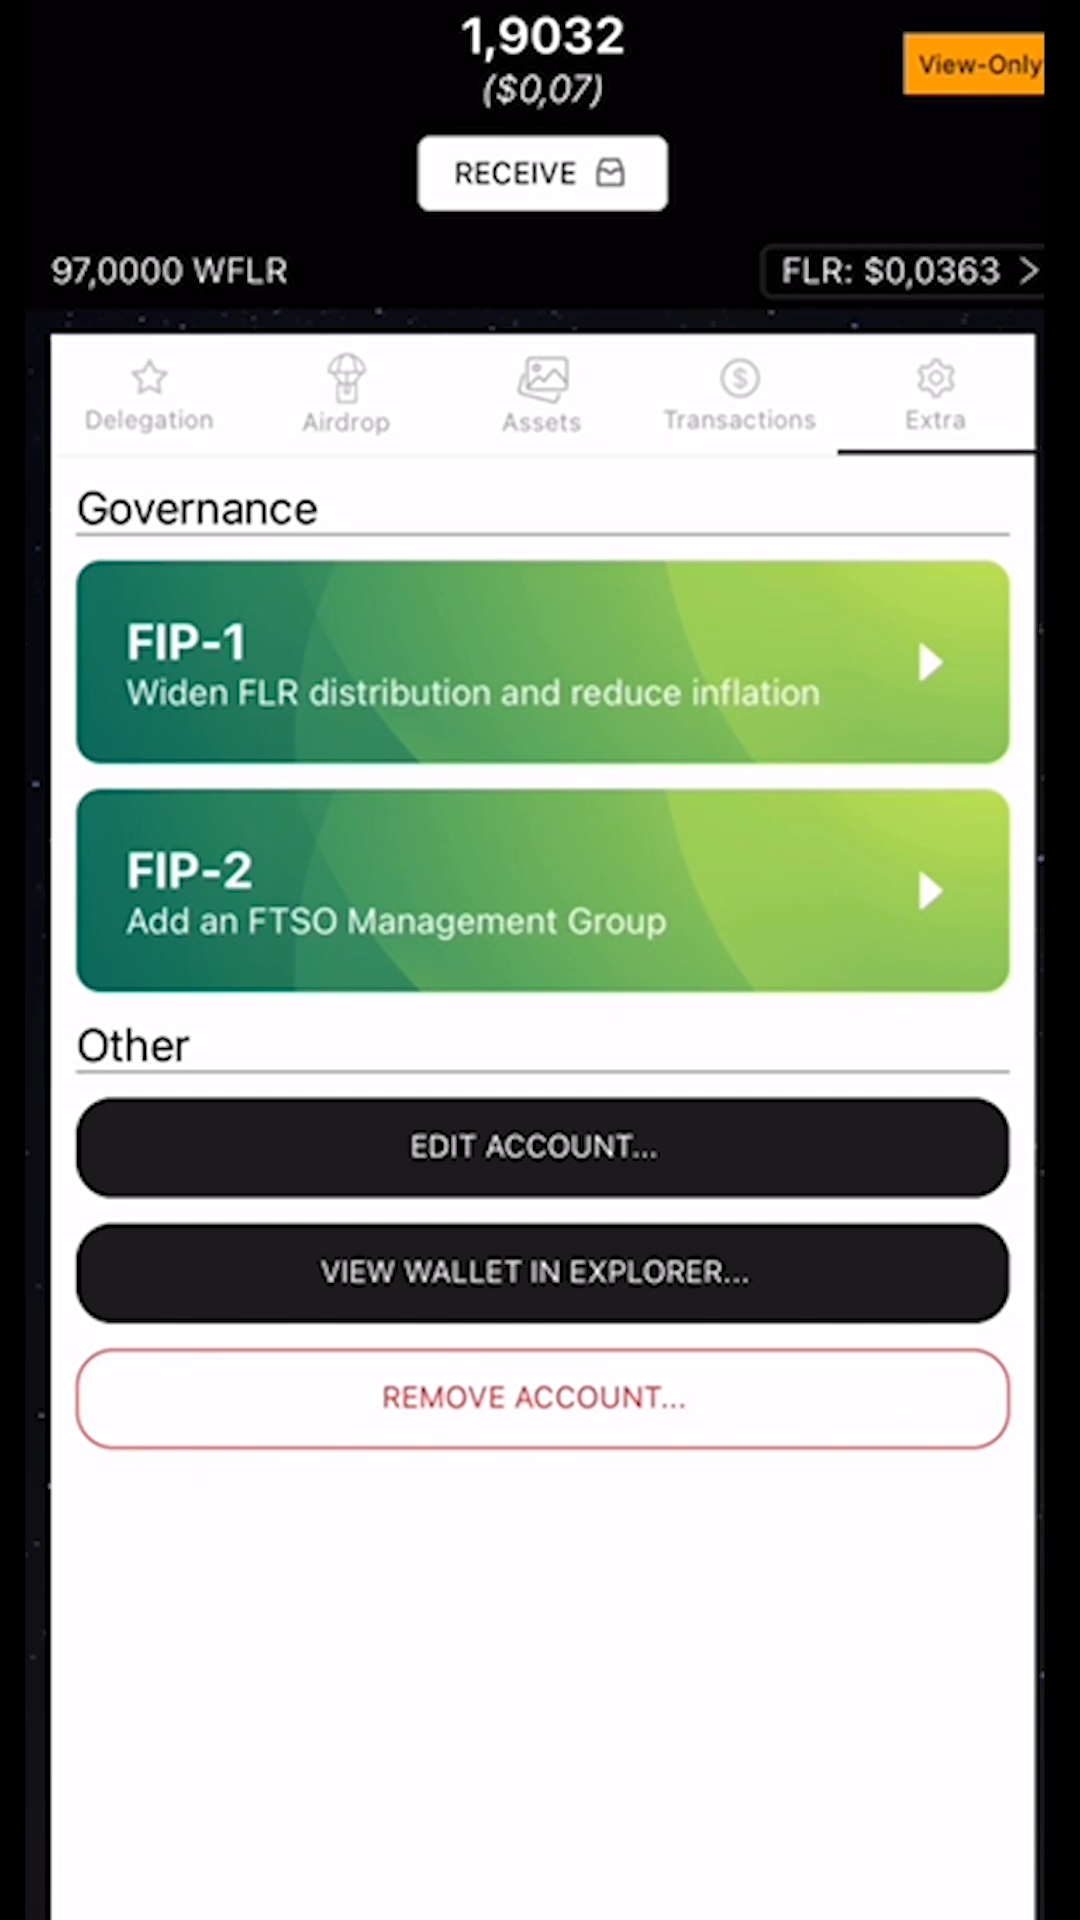 1,9032
($0,07)
View-Only
RECEIVE
97,0000 WFLR
FLR: $0,0363 >
Delegation
Airdrop
Assets
Transactions
Extra
Governance
FIP-1
Widen FLR distribution and reduce inflation
FIP-2
Add an FTSO Management Group
Other
EDIT ACCOUNT...
VIEW WALLET IN EXPLORER...
REMOVE ACCOUNT...